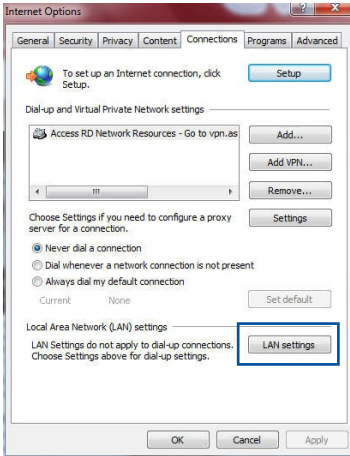 Internet Options
General Security Privacy Content Connections Programs Advanced
To set up an Internet connection, click
Setup.
Setup
Dial-up and Virtual Private Network settings
Access RD Network Resources - Go to vpn.as
Add...
Add VPN...
Remove...
Choose Settings if you need to configure a proxy
server for a connection.
Settings
Never dial a connection
Dial whenever a network connection is not present
Always dial my default connection
Current None
Set default
Local Area Network (LAN) settings
LAN Settings do not apply to dial-up connections.
Choose Settings above for dial-up settings.
LAN settings
OK Cancel Apply